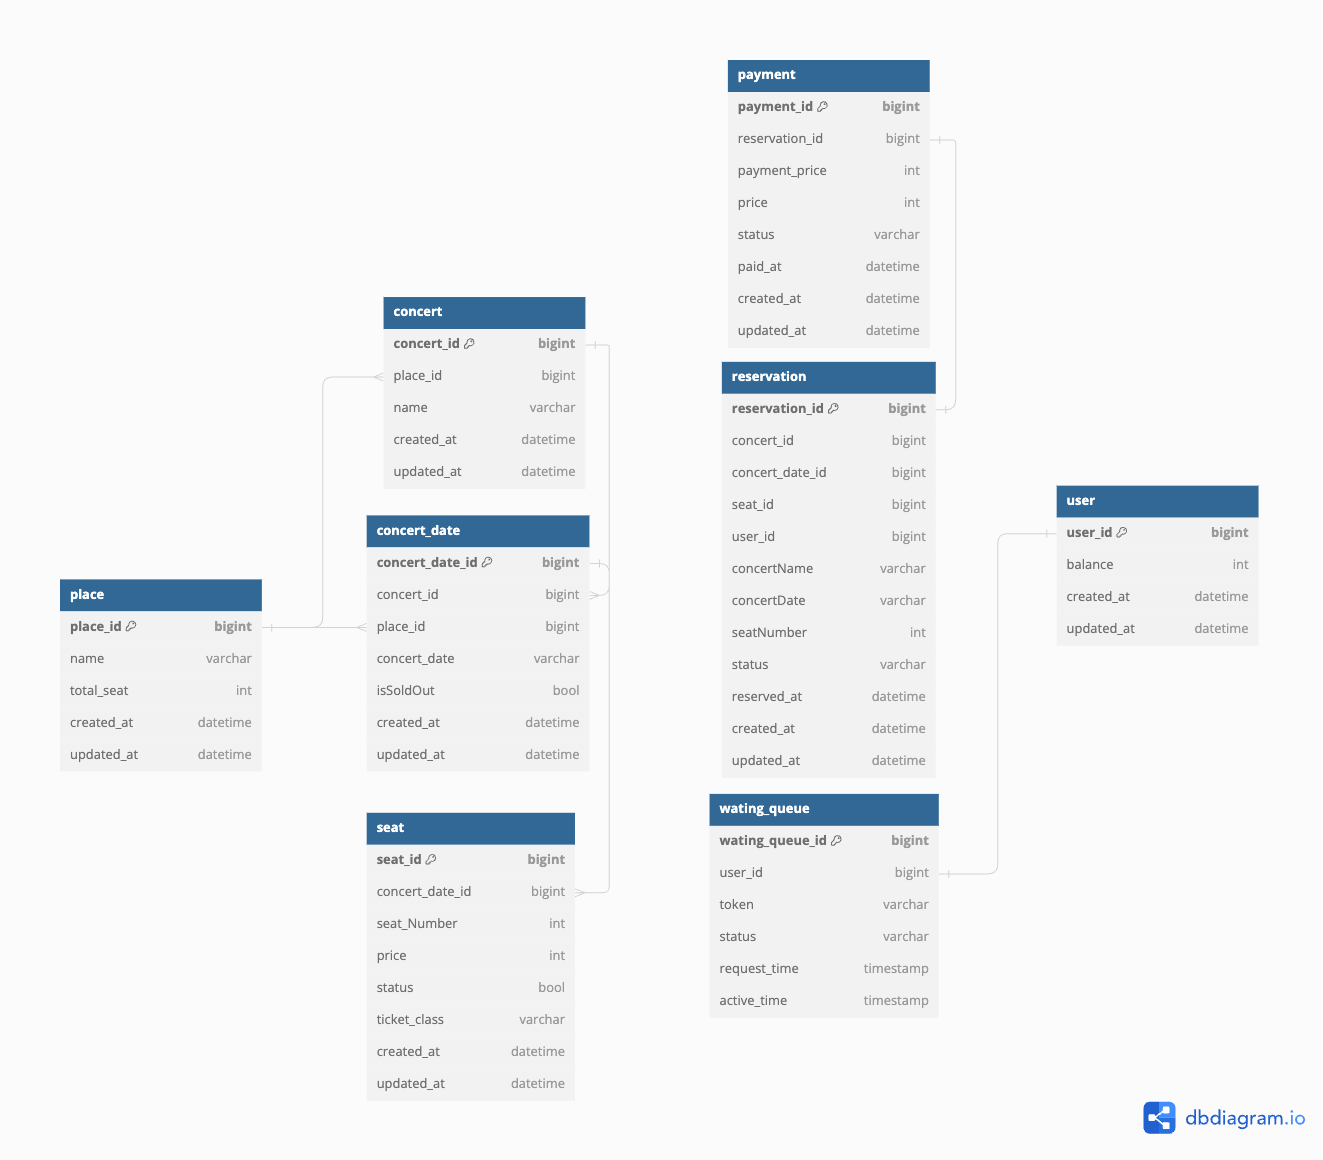 payment
payment_id bigint
reservation_id bigint
payment_price int
price int
status varchar
paid_at datetime
created_at datetime
updated_at datetime
concert
concert_id bigint
place_id bigint
name varchar
created_at datetime
updated_at datetime
reservation
reservation_id bigint
concert_id bigint
concert_date_id bigint
seat_id bigint
user_id bigint
concertName varchar
concertDate varchar
seatNumber int
status varchar
reserved_at datetime
created_at datetime
updated_at datetime
user
user_id bigint
balance int
created_at datetime
updated_at datetime
concert_date
concert_date_id bigint
concert_id bigint
place_id bigint
concert_date varchar
isSoldOut bool
created_at datetime
updated_at datetime
place
place_id bigint
name varchar
total_seat int
created_at datetime
updated_at datetime
seat
seat_id bigint
concert_date_id bigint
seat_Number int
price int
status bool
ticket_class varchar
created_at datetime
updated_at datetime
wating_queue
wating_queue_id bigint
user_id bigint
token varchar
status varchar
request_time timestamp
active_time timestamp
dbdiagram.io